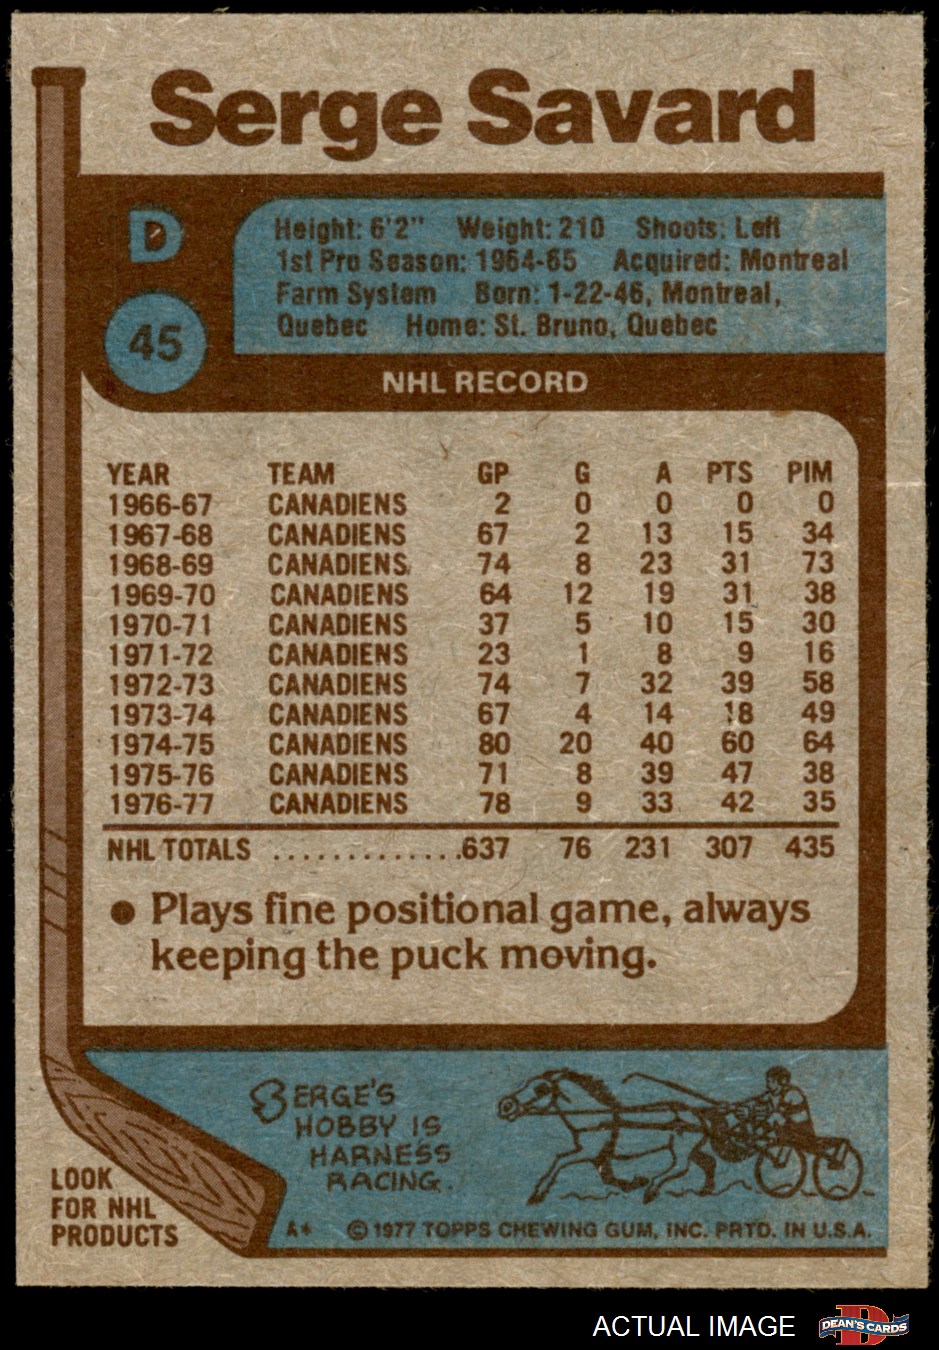 Serge Savard
D
45
Height: 6'2" Weight: 210 Shoots: Left
1st Pro Season: 1964-65 Acquired: Montreal
Farm System Born: 1-22-46, Montreal,
Quebec Home: St. Bruno, Quebec
NHL RECORD
YEAR TEAM GP G A PTS PIM
1966-67 CANADIENS 2 0 0 0 0
1967-68 CANADIENS 67 2 13 15 34
1968-69 CANADIENS 74 8 23 31 73
1969-70 CANADIENS 64 12 19 31 38
1970-71 CANADIENS 37 5 10 15 30
1971-72 CANADIENS 23 1 8 9 16
1972-73 CANADIENS 74 7 32 39 58
1973-74 CANADIENS 67 4 14 18 49
1974-75 CANADIENS 80 20 40 60 64
1975-76 CANADIENS 71 8 39 47 38
1976-77 CANADIENS 78 9 33 42 35
NHL TOTALS .............637 76 231 307 435
● Plays fine positional game, always
keeping the puck moving.
SERGE'S
HOBBY IS
HARNESS
RACING.
LOOK
FOR NHL
PRODUCTS
A* © 1977 TOPPS CHEWING GUM, INC. PRTD. IN U.S.A.
ACTUAL IMAGE
D
DEAN'S CARDS